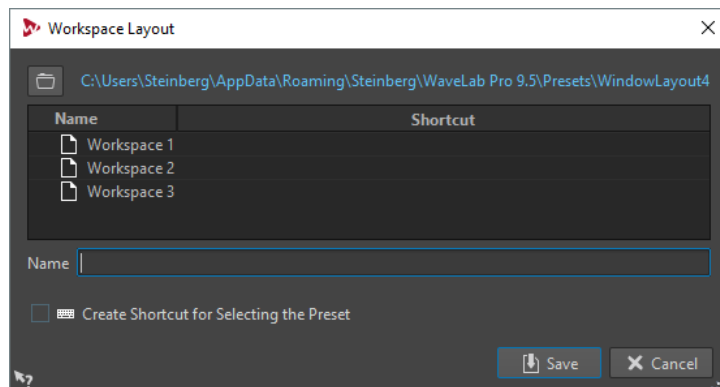 Workspace Layout
C:\Users\Steinberg\AppData\Roaming\Steinberg\WaveLab Pro 9.5\Presets\WindowLayout4
Name Shortcut
Workspace 1
Workspace 2
Workspace 3
Name
Create Shortcut for Selecting the Preset
Save Cancel